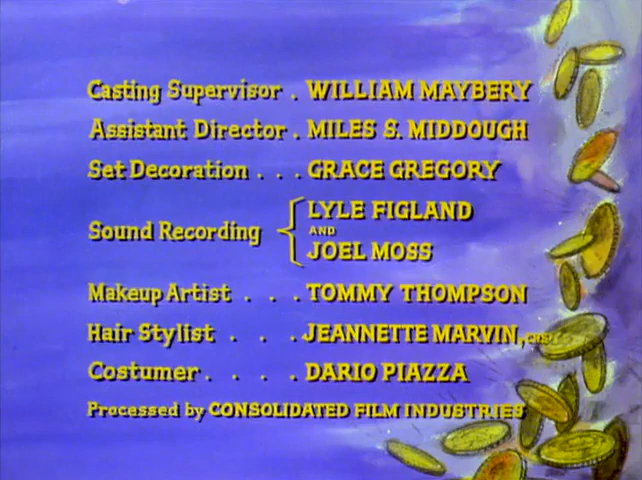 Casting Supervisor . WILLIAM MAYBERY
Assistant Director . MILES S. MIDDOUGH
Set Decoration . . . GRACE GREGORY
Sound Recording
LYLE FIGLAND
AND
JOEL MOSS
Makeup Artist . . . TOMMY THOMPSON
Hair Stylist . . . JEANNETTE MARVIN,
Costumer . . . . DARIO PIAZZA
Processed by CONSOLIDATED FILM INDUSTRIES